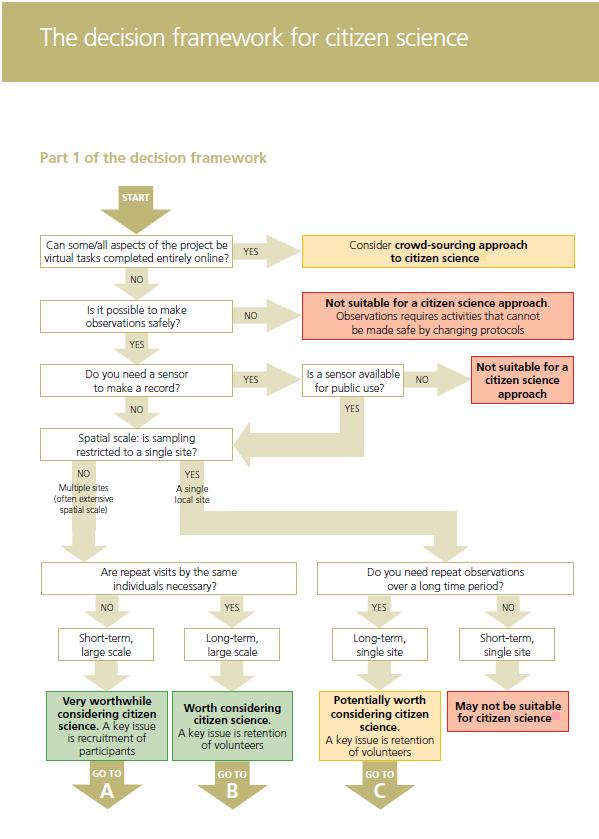 The decision framework for citizen science
Part 1 of the decision framework
START
Can some/all aspects of the project be
virtual tasks completed entirely online?
YES
Consider crowd-sourcing approach
to citizen science
NO
Is it possible to make
observations safely?
NO
Not suitable for a citizen science approach.
Observations requires activities that cannot
be made safe by changing protocols
YES
Do you need a sensor
to make a record?
YES
Is a sensor available
for public use?
NO
Not suitable for a
citizen science
approach
NO
YES
Spatial scale: is sampling
restricted to a single site?
NO
Multiple sites
(often extensive
spatial scale)
YES
A single
local site
Are repeat visits by the same
individuals necessary?
Do you need repeat observations
over a long time period?
NO
YES
YES
NO
Short-term,
large scale
Long-term,
large scale
Long-term,
single site
Short-term,
single site
Very worthwhile
considering citizen
science. A key issue
is recruitment of
participants
Worth considering
citizen science.
A key issue is retention
of volunteers
Potentially worth
considering citizen
science.
A key issue is retention
of volunteers
May not be suitable
for citizen science
GO TO
A
GO TO
B
GO TO
C